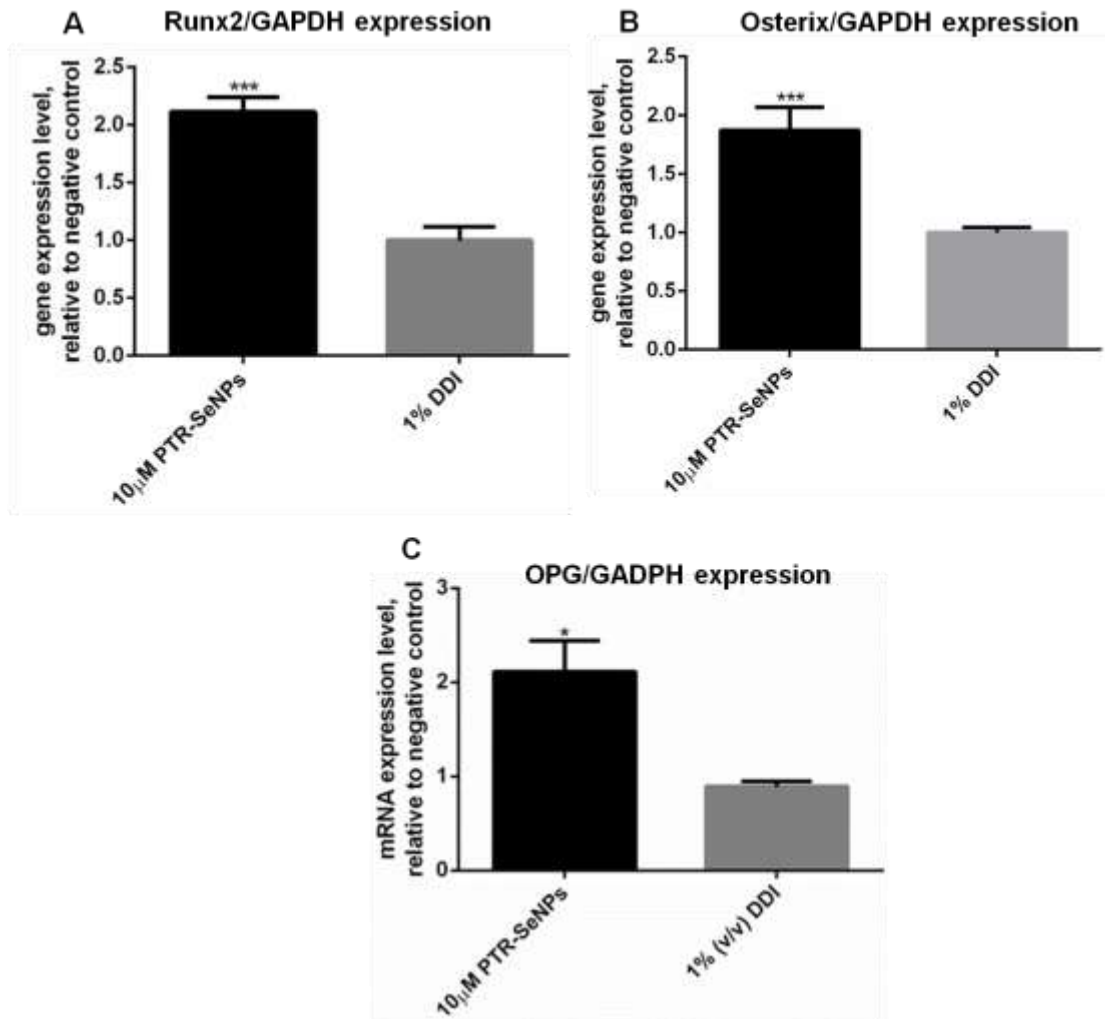 A
Runx2/GAPDH expression
gene expression level,
relative to negative control
2.5
2.0
1.5
1.0
0.5
0.0
***
10μM PTR-SeNPs
1% DDI
B
Osterix/GAPDH expression
gene expression level,
relative to negative control
2.5
2.0
1.5
1.0
0.5
0.0
***
10μM PTR-SeNPs
1% DDI
C
OPG/GADPH expression
mRNA expression level,
relative to negative control
3
2
1
0
*
10μM PTR-SeNPs
1% (v/v) DDI